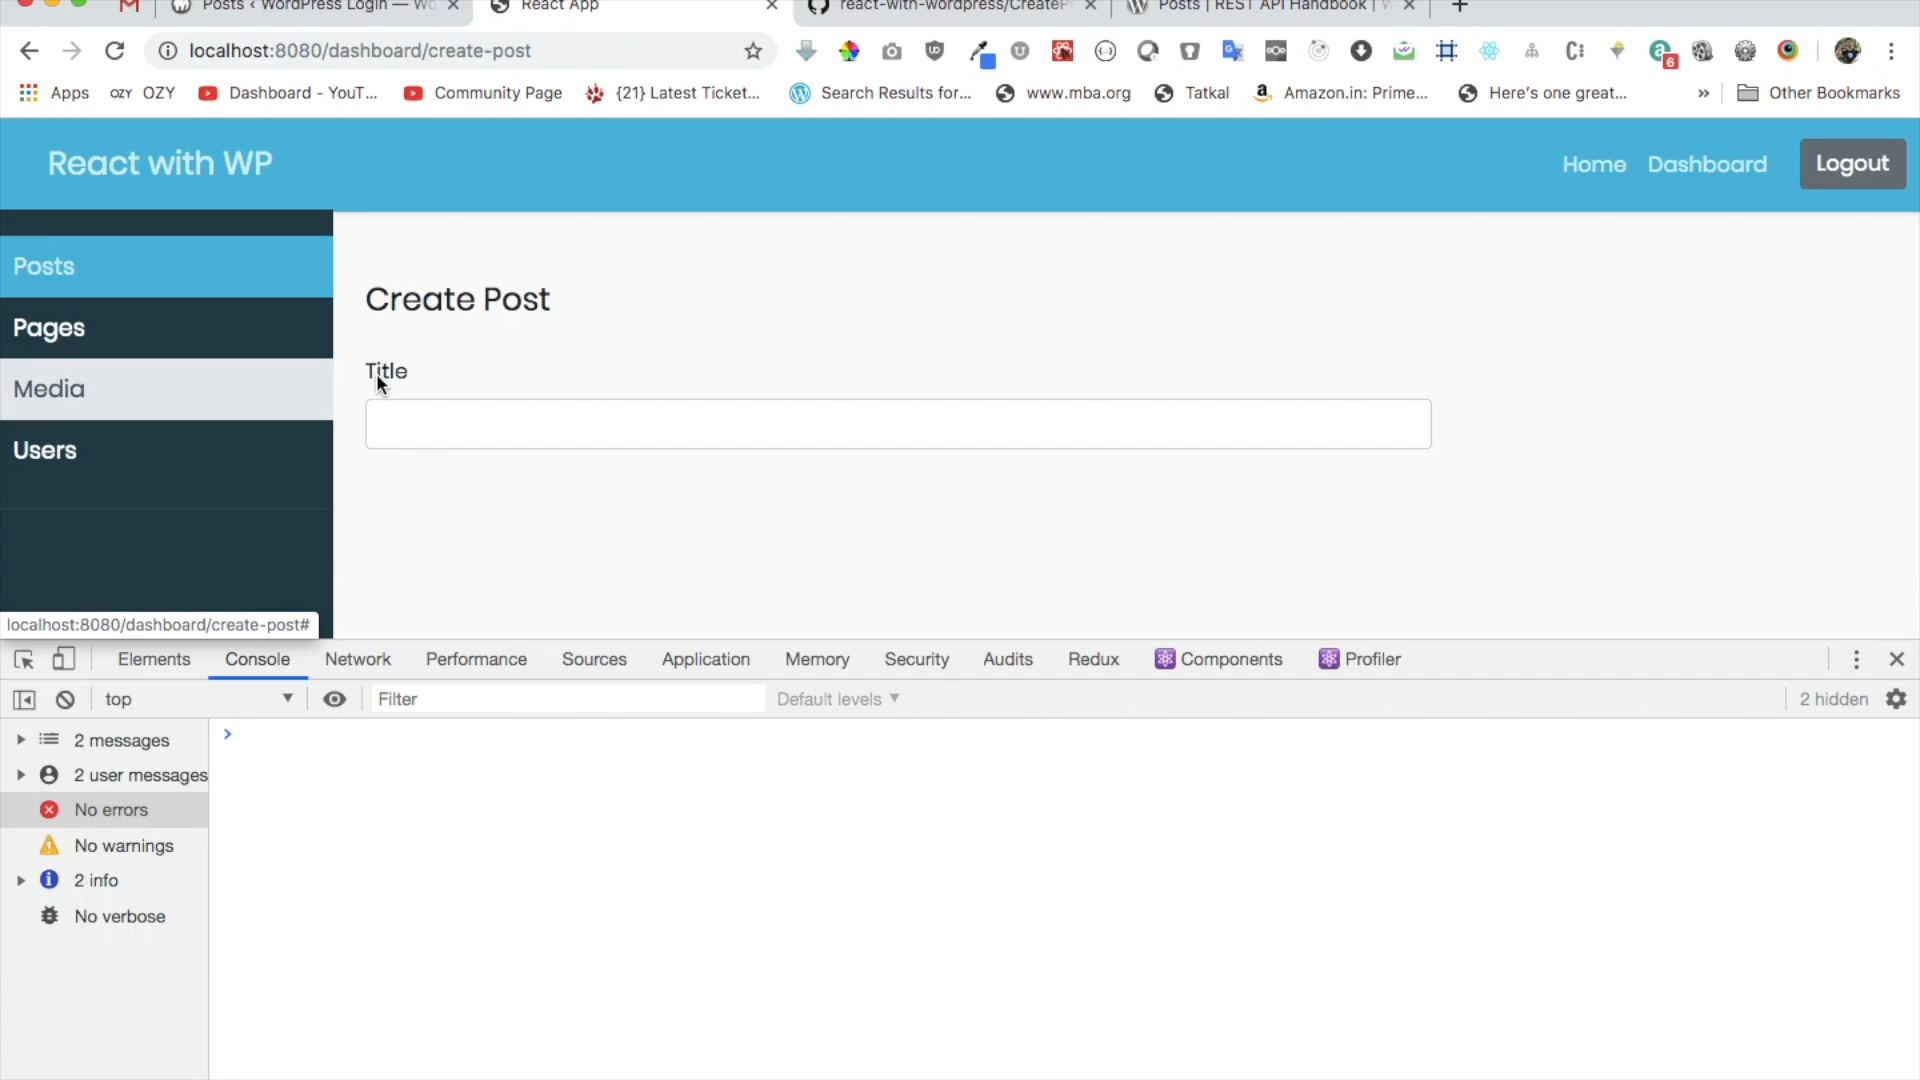 Posts ‹ WordPress Login — Wo
React App
react-with-wordpress/CreateP
Posts | REST API Handbook | W
localhost:8080/dashboard/create-post
6
Apps
OZY OZY
Dashboard - YouT...
Community Page
{21} Latest Ticket...
Search Results for...
www.mba.org
Tatkal
Amazon.in: Prime...
Here's one great...
»
Other Bookmarks
React with WP
Home
Dashboard
Logout
Posts
Pages
Media
Users
Create Post
Title
localhost:8080/dashboard/create-post#
Elements
Console
Network
Performance
Sources
Application
Memory
Security
Audits
Redux
Components
Profiler
top
Filter
Default levels
2 hidden
2 messages
2 user messages
No errors
No warnings
2 info
No verbose